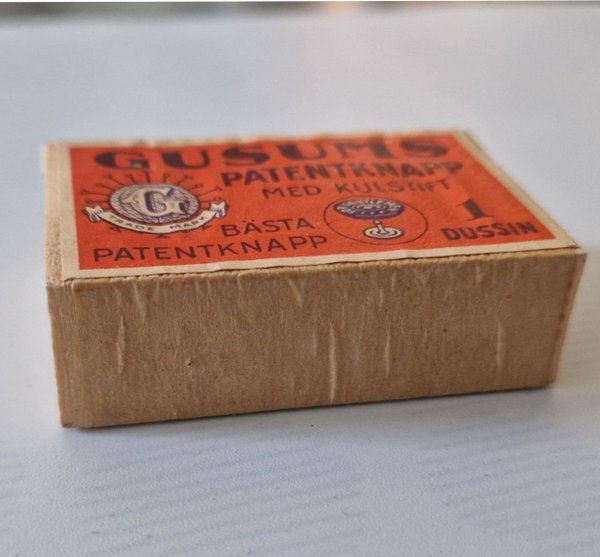 GUSUMS
PATENTKNAPP
MED KULSTIFT
G
TRADE MARK
BÄSTA
PATENTKNAPP
1
DUSSIN